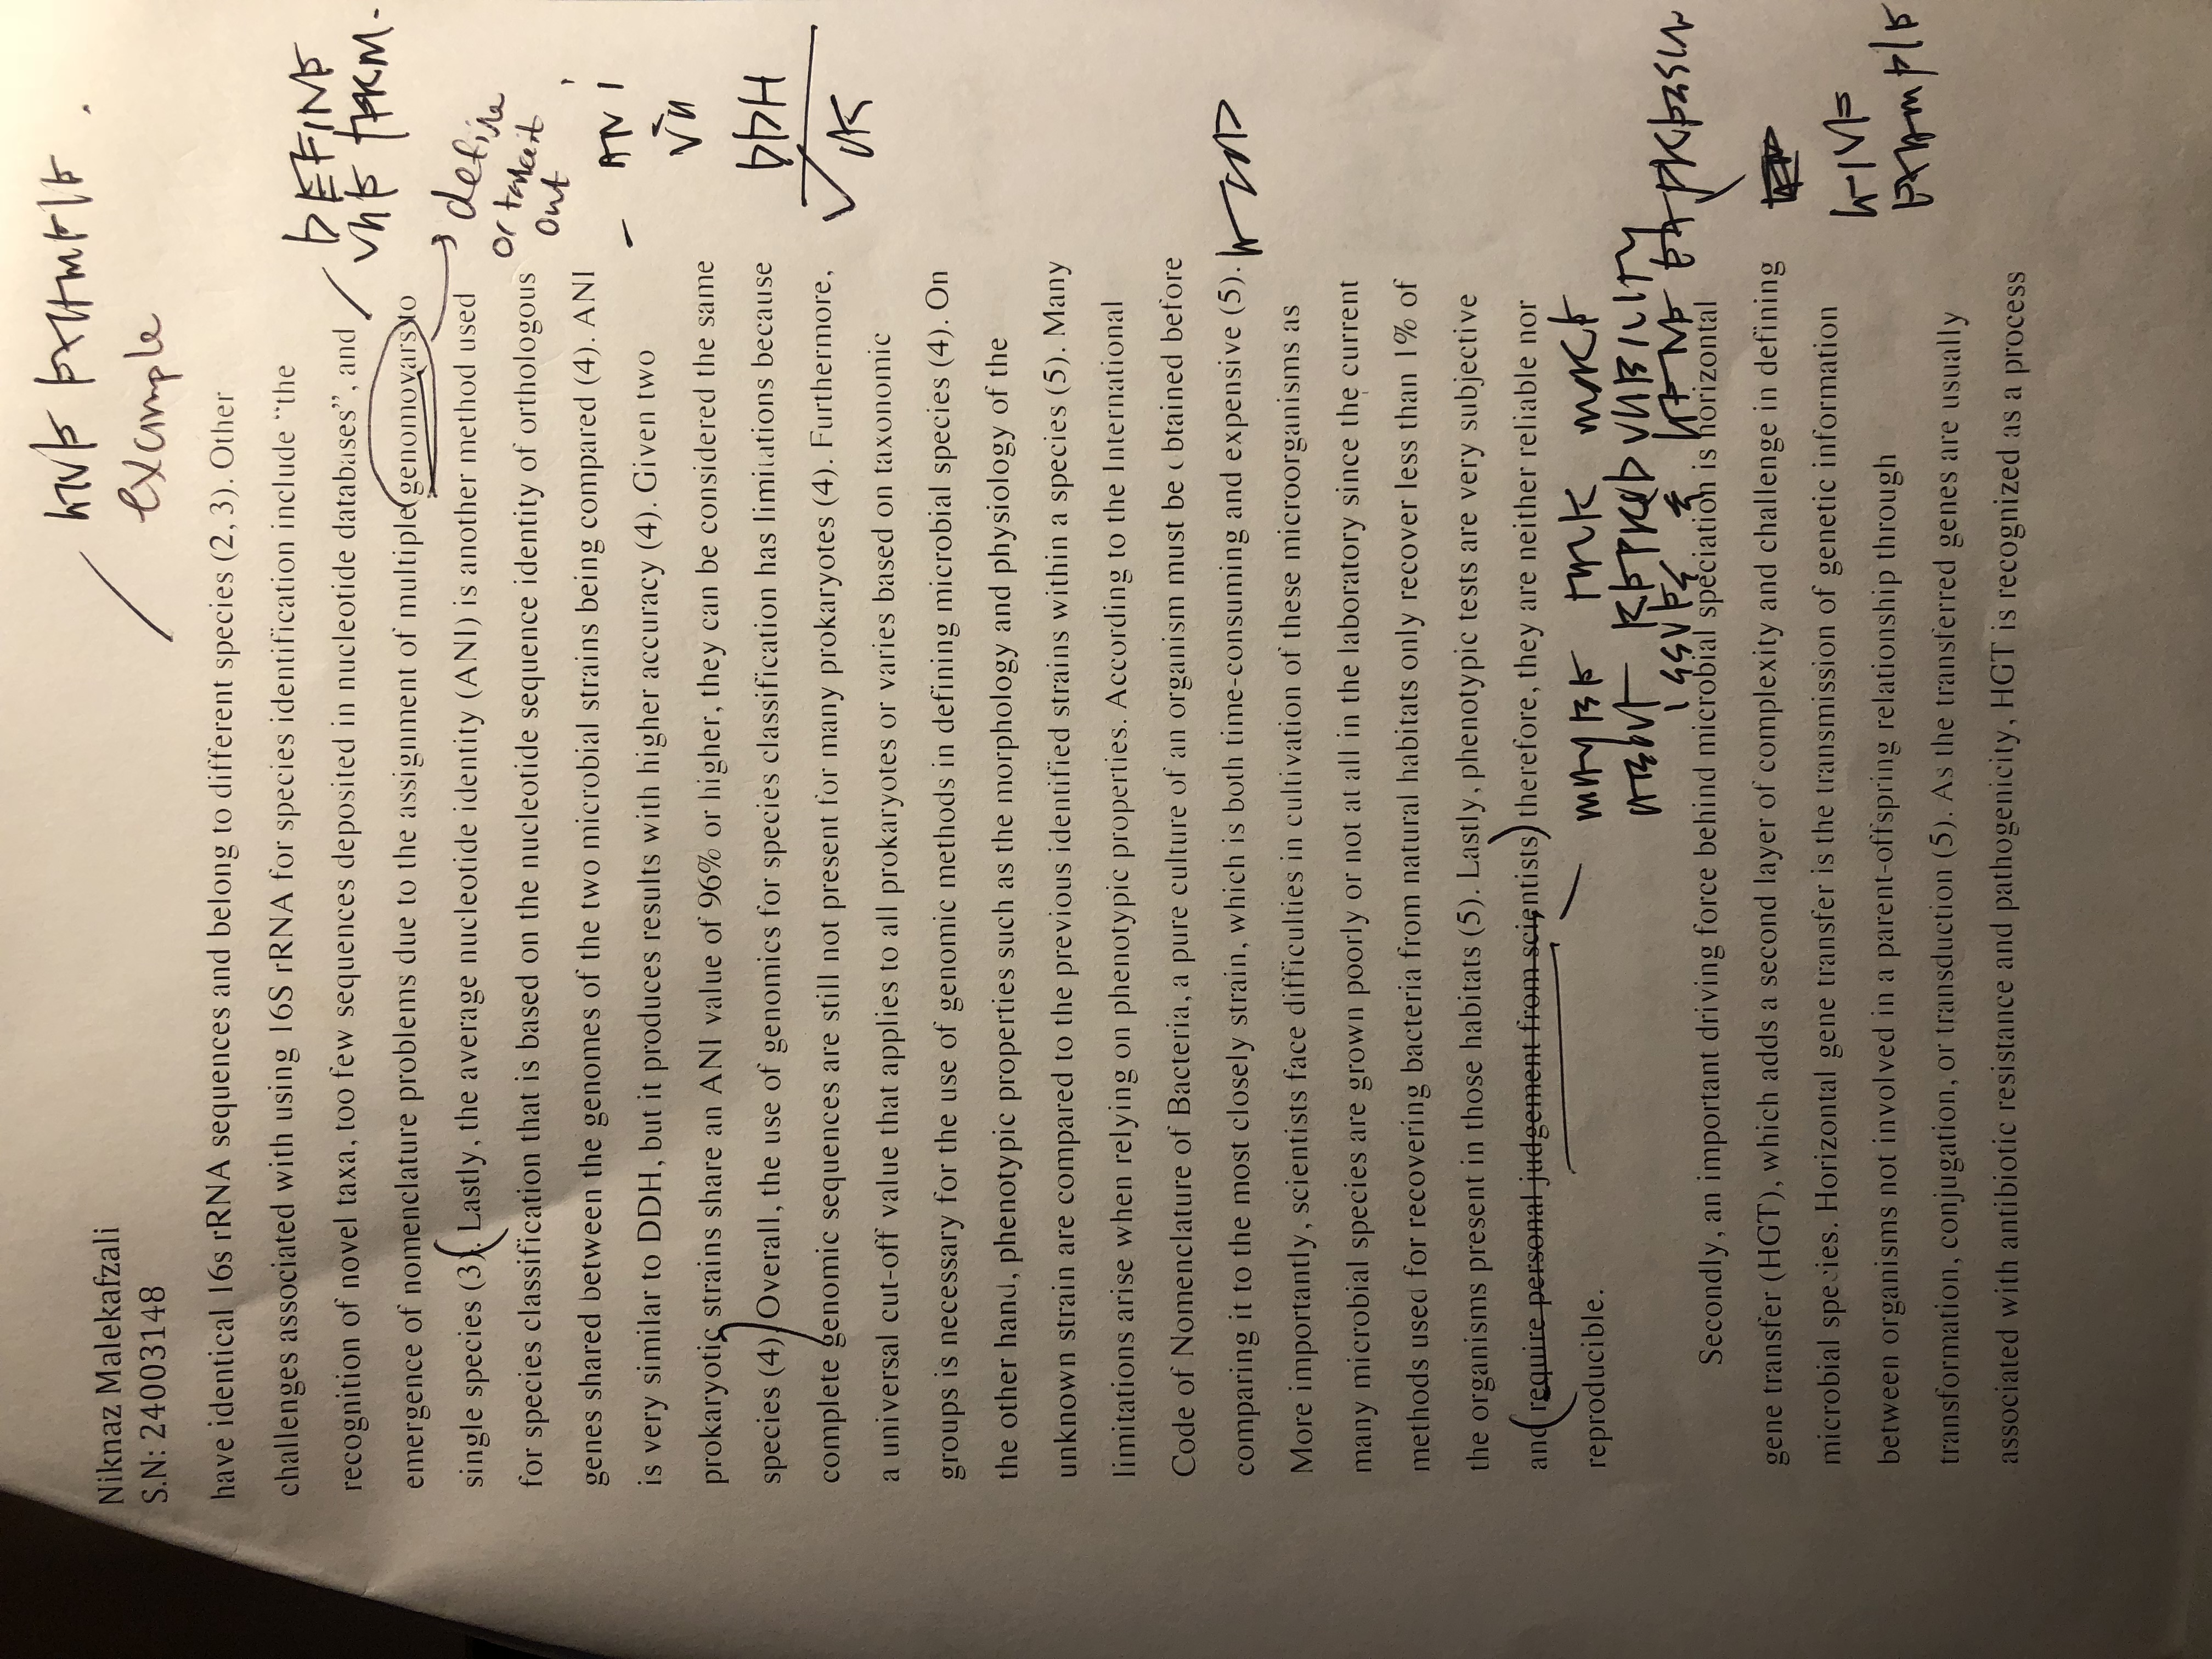 GIVE EXAMPLE.
example
Niknaz Malekafzali
S.N: 24003148
have identical 16s rRNA sequences and belong to different species (2, 3). Other
challenges associated with using 16S rRNA for species identification include "the
DEFINE
recognition of novel taxa, too few sequences deposited in nucleotide databases", and
THE TERM.
emergence of nomenclature problems due to the assignment of multiple genomovars to
single species (3). Lastly, the average nucleotide identity (ANI) is another method used
define
or take it
out
for species classification that is based on the nucleotide sequence identity of orthologous
genes shared between the genomes of the two microbial strains being compared (4). ANI
- ANI
is very similar to DDH, but it produces results with higher accuracy (4). Given two
prokaryotic strains share an ANI value of 96% or higher, they can be considered the same
species (4). Overall, the use of genomics for species classification has limitations because
DDH
complete genomic sequences are still not present for many prokaryotes (4). Furthermore,
OK
a universal cut-off value that applies to all prokaryotes or varies based on taxonomic
groups is necessary for the use of genomic methods in defining microbial species (4). On
the other hand, phenotypic properties such as the morphology and physiology of the
unknown strain are compared to the previous identified strains within a species (5). Many
limitations arise when relying on phenotypic properties. According to the International
Code of Nomenclature of Bacteria, a pure culture of an organism must be obtained before
comparing it to the most closely strain, which is both time-consuming and expensive (5).
More importantly, scientists face difficulties in cultivation of these microorganisms as
many microbial species are grown poorly or not at all in the laboratory since the current
methods used for recovering bacteria from natural habitats only recover less than 1% of
the organisms present in those habitats (5). Lastly, phenotypic tests are very subjective
and (require personal judgement from scientists) therefore, they are neither reliable nor
reproducible.
MAYBE TALK MORE
ABOUT REPRODUCIBILITY
ISSUES & GENE EXPRESSION
Secondly, an important driving force behind microbial speciation is horizontal
gene transfer (HGT), which adds a second layer of complexity and challenge in defining
microbial species. Horizontal gene transfer is the transmission of genetic information
GIVE
between organisms not involved in a parent-offspring relationship through
EXAMPLE
transformation, conjugation, or transduction (5). As the transferred genes are usually
associated with antibiotic resistance and pathogenicity, HGT is recognized as a process